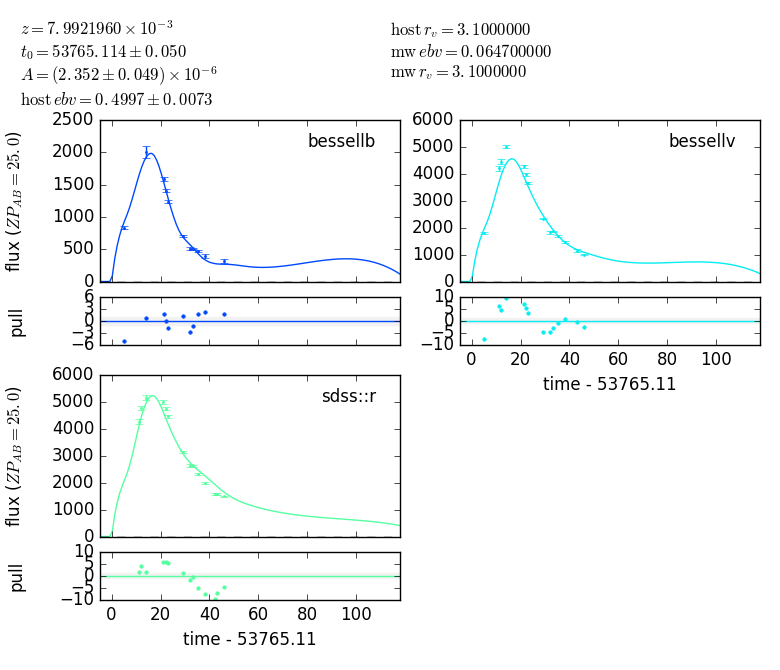 z = 7.9921960 × 10⁻³
t₀ = 53765.114 ± 0.050
A = (2.352 ± 0.049) × 10⁻⁶
host ebv = 0.4997 ± 0.0073
host r_v = 3.1000000
mw ebv = 0.064700000
mw r_v = 3.1000000
flux (ZP_AB = 25.0)
2500
2000
1500
1000
500
0
bessellb
6000
5000
4000
3000
2000
1000
0
bessellv
pull
6
3
0
−3
−6
10
5
0
−5
−10
0 20 40 60 80 100
time - 53765.11
flux (ZP_AB = 25.0)
6000
5000
4000
3000
2000
1000
0
sdss::r
pull
10
5
0
−5
−10
0 20 40 60 80 100
time - 53765.11